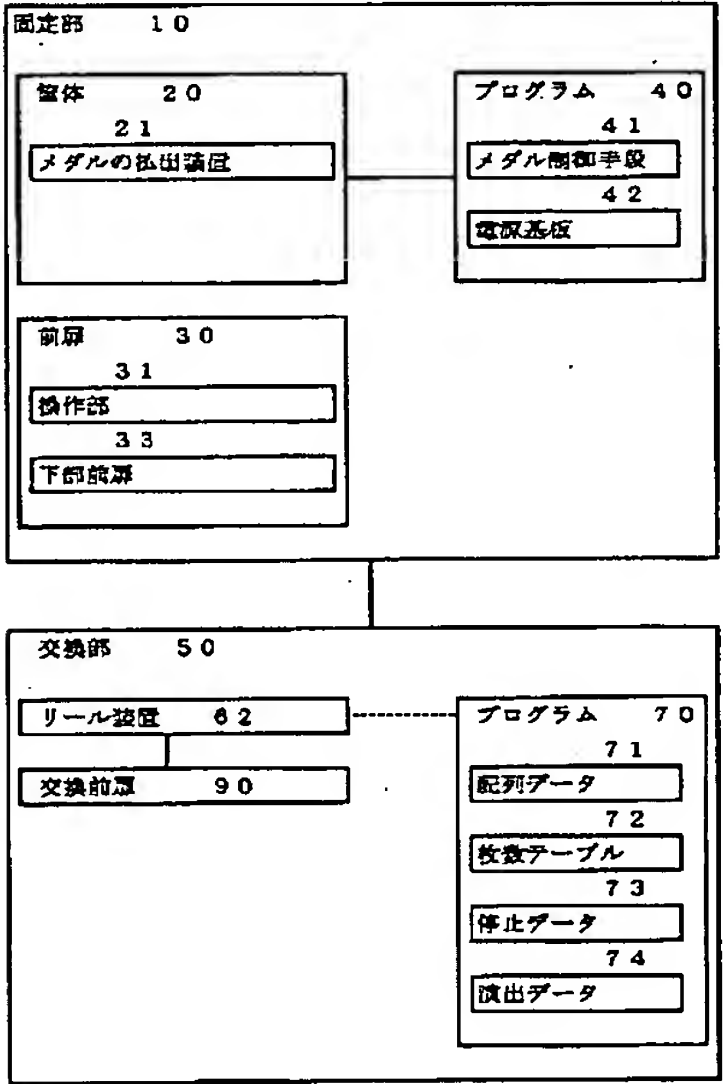 固定部 10
筐体 20
21
メダルの払出装置
プログラム 40
41
メダル制御手段
42
電源基板
前扉 30
31
操作部
33
下部前扉
交換部 50
リール装置 62
交換前扉 90
プログラム 70
71
配列データ
72
枚数テーブル
73
停止データ
74
演出データ